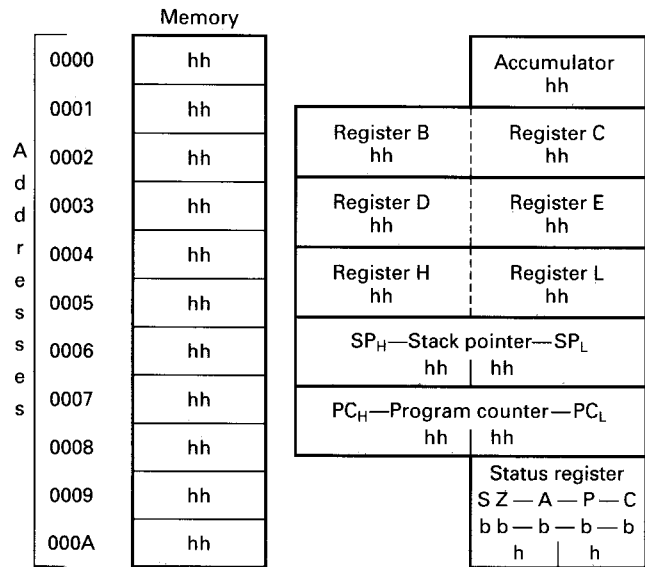 Memory
Addresses
0000 hh
0001 hh
0002 hh
0003 hh
0004 hh
0005 hh
0006 hh
0007 hh
0008 hh
0009 hh
000A hh
Accumulator
hh
Register B Register C
hh hh
Register D Register E
hh hh
Register H Register L
hh hh
SPH—Stack pointer—SPL
hh hh
PCH—Program counter—PCL
hh hh
Status register
S Z — A — P — C
b b — b — b — b
h h